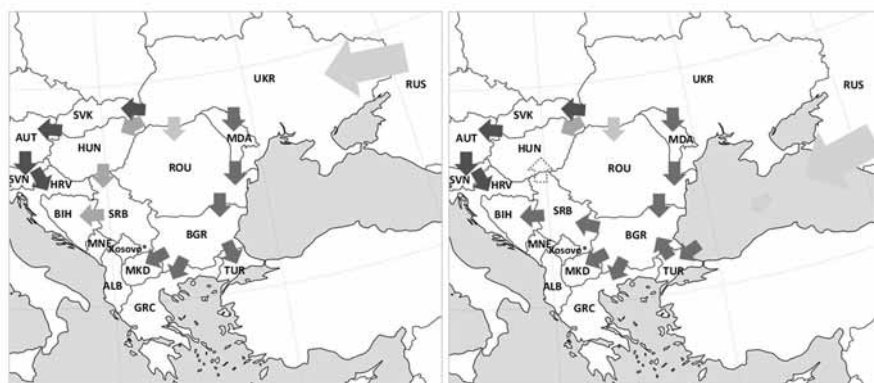 UKR
RUS
SVK
AUT
HUN
MDA
ROU
SVN
HRV
BIH
SRB
BGR
MNE
Kosovo*
MKD
TUR
ALB
GRC
UKR
RUS
SVK
AUT
HUN
MDA
ROU
SVN
HRV
BIH
SRB
BGR
MNE
Kosovo*
MKD
TUR
ALB
GRC